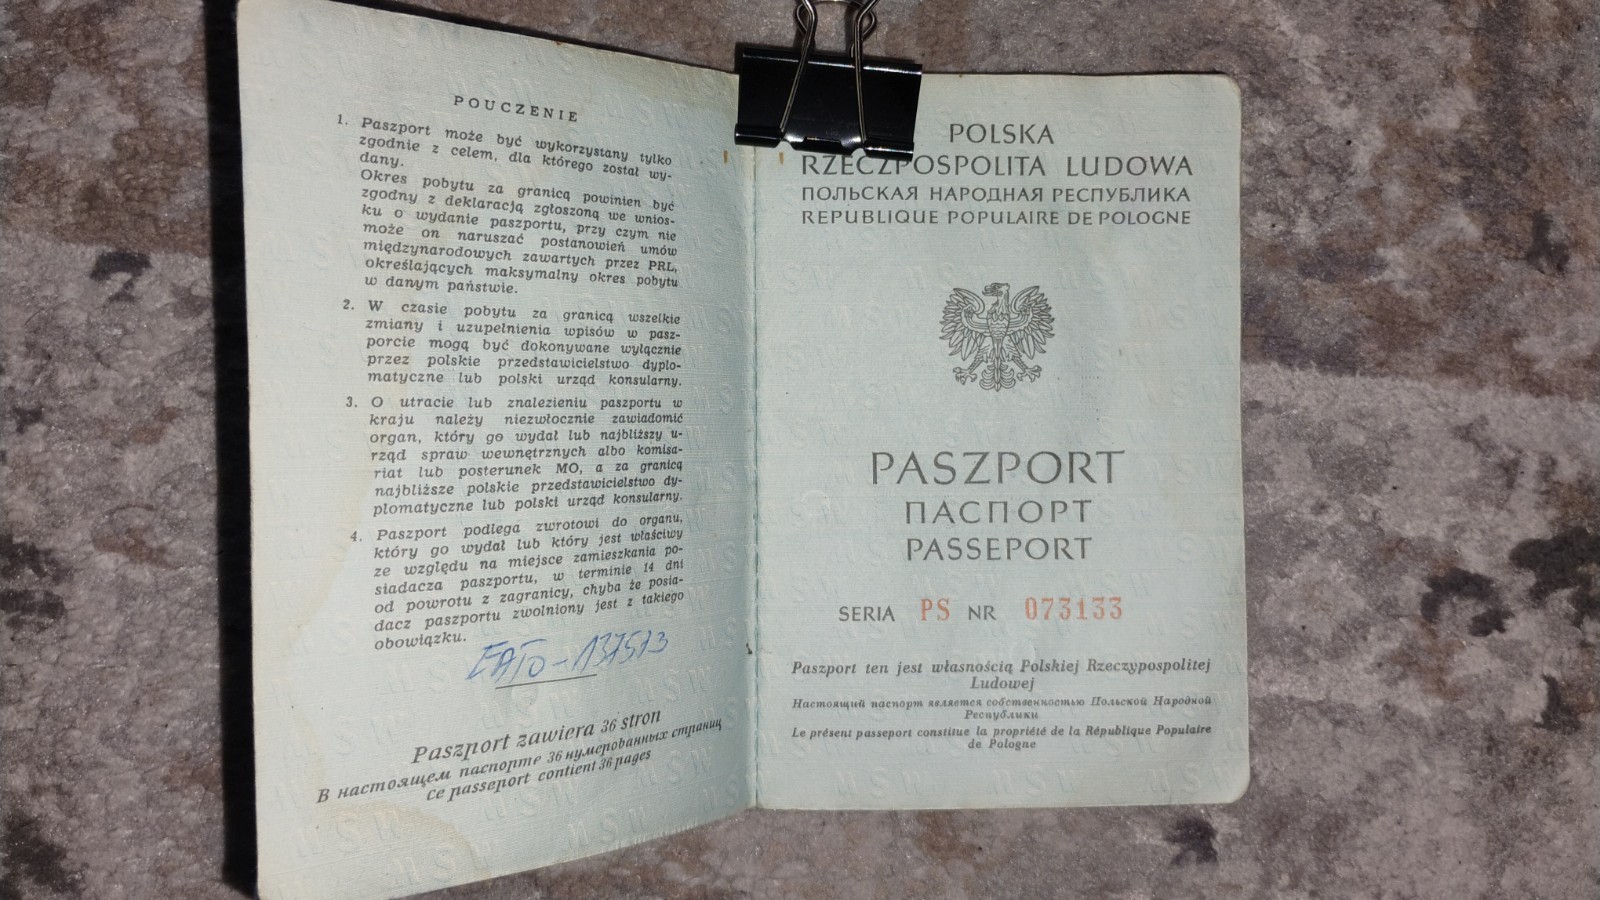 POUCZENIE
1. Paszport może być wykorzystany tylko
zgodnie z celem, dla którego został wy-
dany.
Okres pobytu za granicą powinien być
zgodny z deklaracją zgłoszoną we wnios-
ku o wydanie paszportu, przy czym nie
może on naruszać postanowień umów
międzynarodowych zawartych przez PRL,
określających maksymalny okres pobytu
w danym państwie.
2. W czasie pobytu za granicą wszelkie
zmiany i uzupełnienia wpisów w pasz-
porcie mogą być dokonywane wyłącznie
przez polskie przedstawicielstwo dyplo-
matyczne lub polski urząd konsularny.
3. O utracie lub znalezieniu paszportu w
kraju należy niezwłocznie zawiadomić
organ, który go wydał lub najbliższy u-
rząd spraw wewnętrznych albo komisa-
riat lub posterunek MO, a za granicą
najbliższe polskie przedstawicielstwo dy-
plomatyczne lub polski urząd konsularny.
4. Paszport podlega zwrotowi do organu,
który go wydał lub który jest właściwy
ze względu na miejsce zamieszkania po-
siadacza paszportu, w terminie 14 dni
od powrotu z zagranicy, chyba że posia-
dacz paszportu zwolniony jest z takiego
obowiązku.
Paszport zawiera 36 stron
В настоящем паспорте 36 нумерованных страниц
ce passeport contient 36 pages
POLSKA
RZECZPOSPOLITA LUDOWA
ПОЛЬСКАЯ НАРОДНАЯ РЕСПУБЛИКА
REPUBLIQUE POPULAIRE DE POLOGNE
PASZPORT
ПАСПОРТ
PASSEPORT
SERIA PS NR 073133
Paszport ten jest własnością Polskiej Rzeczypospolitej
Ludowej
Настоящий паспорт является собственностью Польской Народной
Республики
Le présent passeport constitue la propriété de la République Populaire
de Pologne